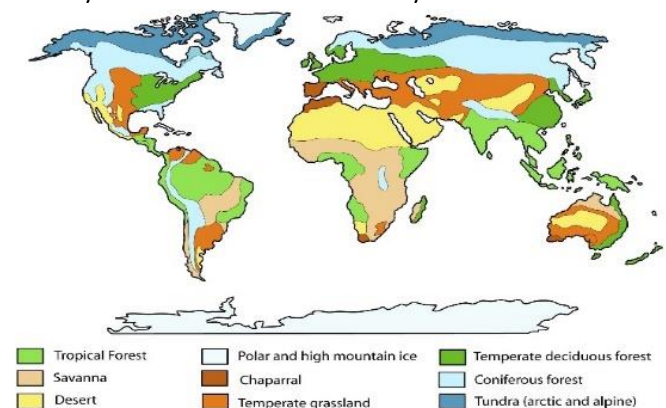 Tropical Forest
Polar and high mountain ice
Temperate deciduous forest
Savanna
Chaparral
Coniferous forest
Desert
Temperate grassland
Tundra (arctic and alpine)